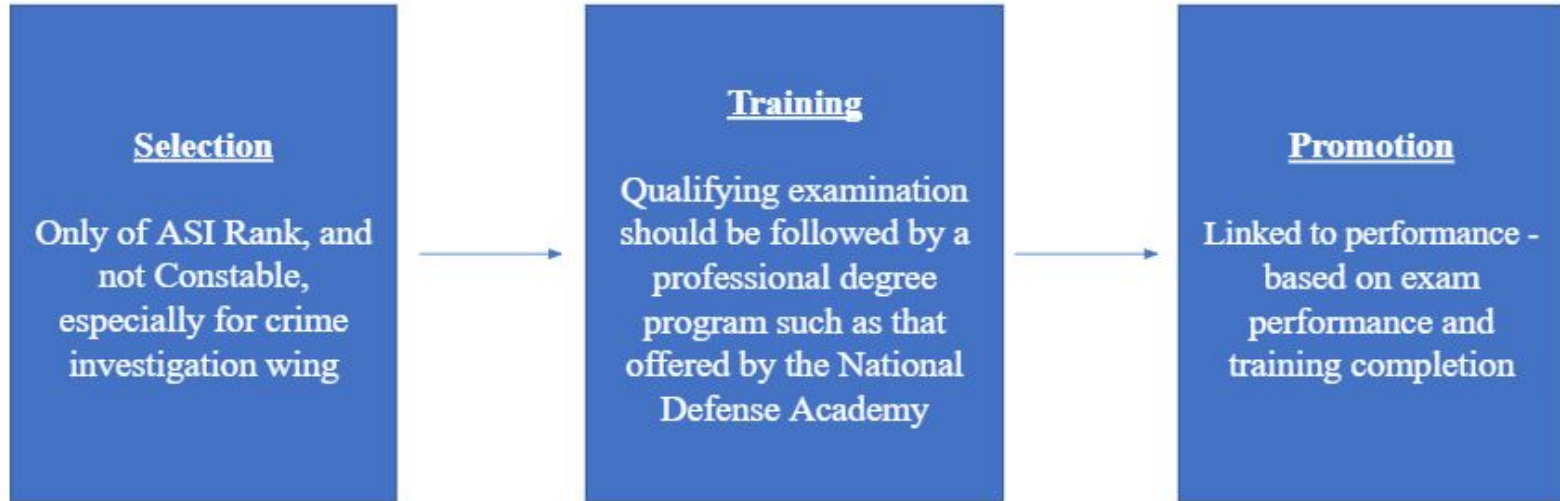 Selection
Only of ASI Rank, and
not Constable,
especially for crime
investigation wing
Training
Qualifying examination
should be followed by a
professional degree
program such as that
offered by the National
Defense Academy
Promotion
Linked to performance -
based on exam
performance and
training completion